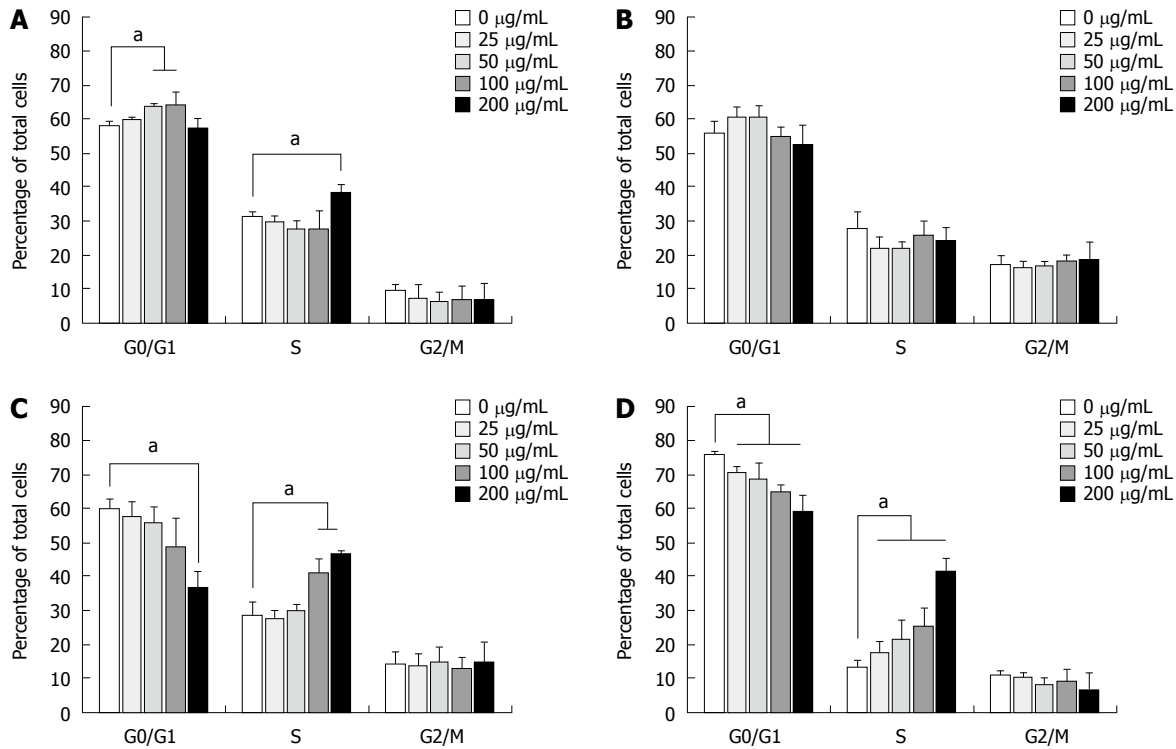 A
Percentage of total cells
90
80
70
60
50
40
30
20
10
0
a
a
0 μg/mL
25 μg/mL
50 μg/mL
100 μg/mL
200 μg/mL
G0/G1
S
G2/M
B
Percentage of total cells
90
80
70
60
50
40
30
20
10
0
0 μg/mL
25 μg/mL
50 μg/mL
100 μg/mL
200 μg/mL
G0/G1
S
G2/M
C
Percentage of total cells
90
80
70
60
50
40
30
20
10
0
a
a
0 μg/mL
25 μg/mL
50 μg/mL
100 μg/mL
200 μg/mL
G0/G1
S
G2/M
D
Percentage of total cells
90
80
70
60
50
40
30
20
10
0
a
a
0 μg/mL
25 μg/mL
50 μg/mL
100 μg/mL
200 μg/mL
G0/G1
S
G2/M